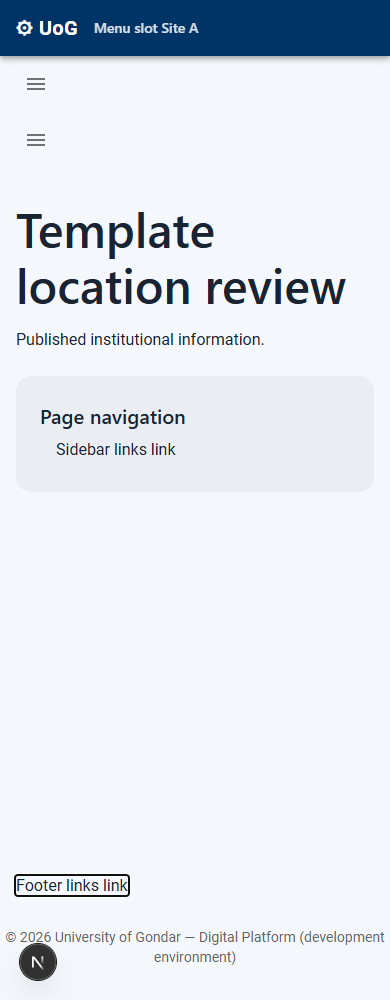 UoG Menu slot Site A
Template
location review
Published institutional information.
Page navigation
Sidebar links link
Footer links link
© 2026 University of Gondar — Digital Platform (development
environment)
N